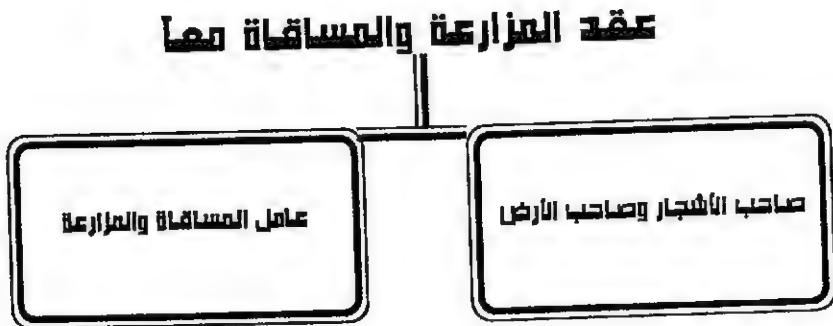 عقد المزارعة والمساقاة معاً
صاحب الأشجار وصاحب الأرض
عامل المساقاة والمزارعة